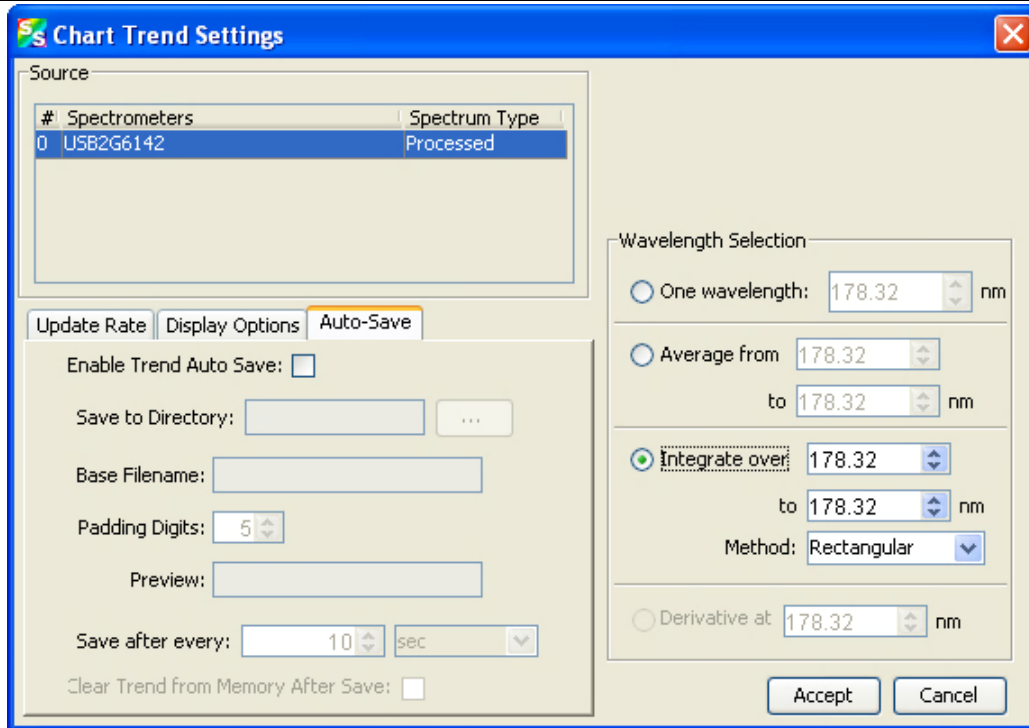 SS Chart Trend Settings
Source
# Spectrometers Spectrum Type
0 USB2G6142 Processed
Update Rate Display Options Auto-Save
Enable Trend Auto Save:
Save to Directory: ...
Base Filename:
Padding Digits: 5
Preview:
Save after every: 10 sec
Clear Trend from Memory After Save:
Wavelength Selection
One wavelength: 178.32 nm
Average from 178.32
to 178.32 nm
Integrate over 178.32
to 178.32 nm
Method: Rectangular
Derivative at 178.32 nm
Accept Cancel